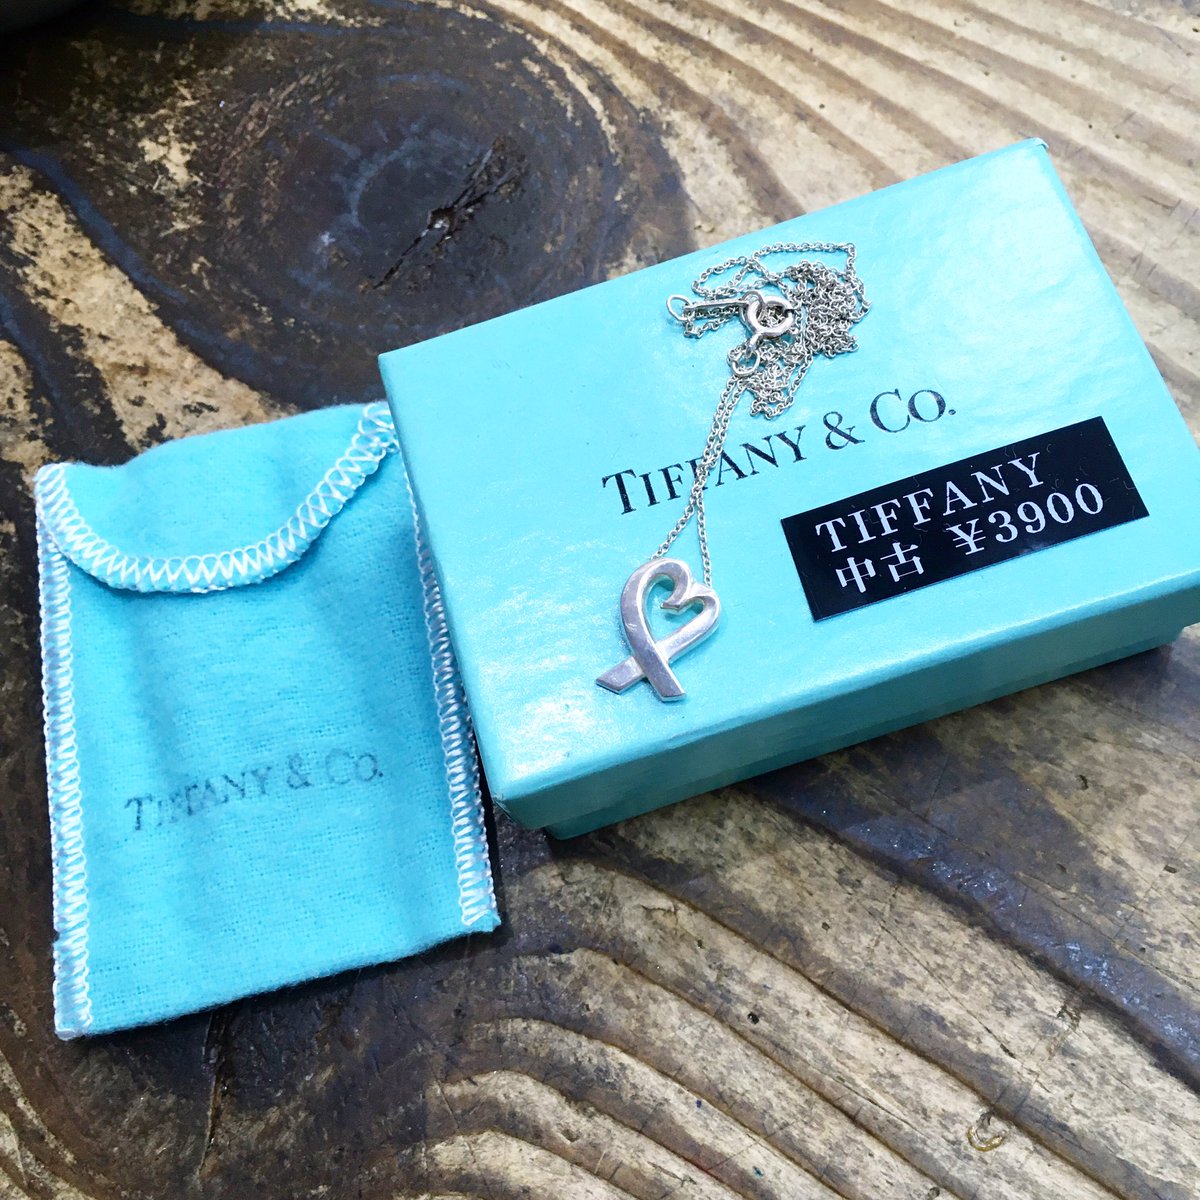 TIFFANY & CO.
TIFFANY
中古 ¥3900
TIFFANY & CO.